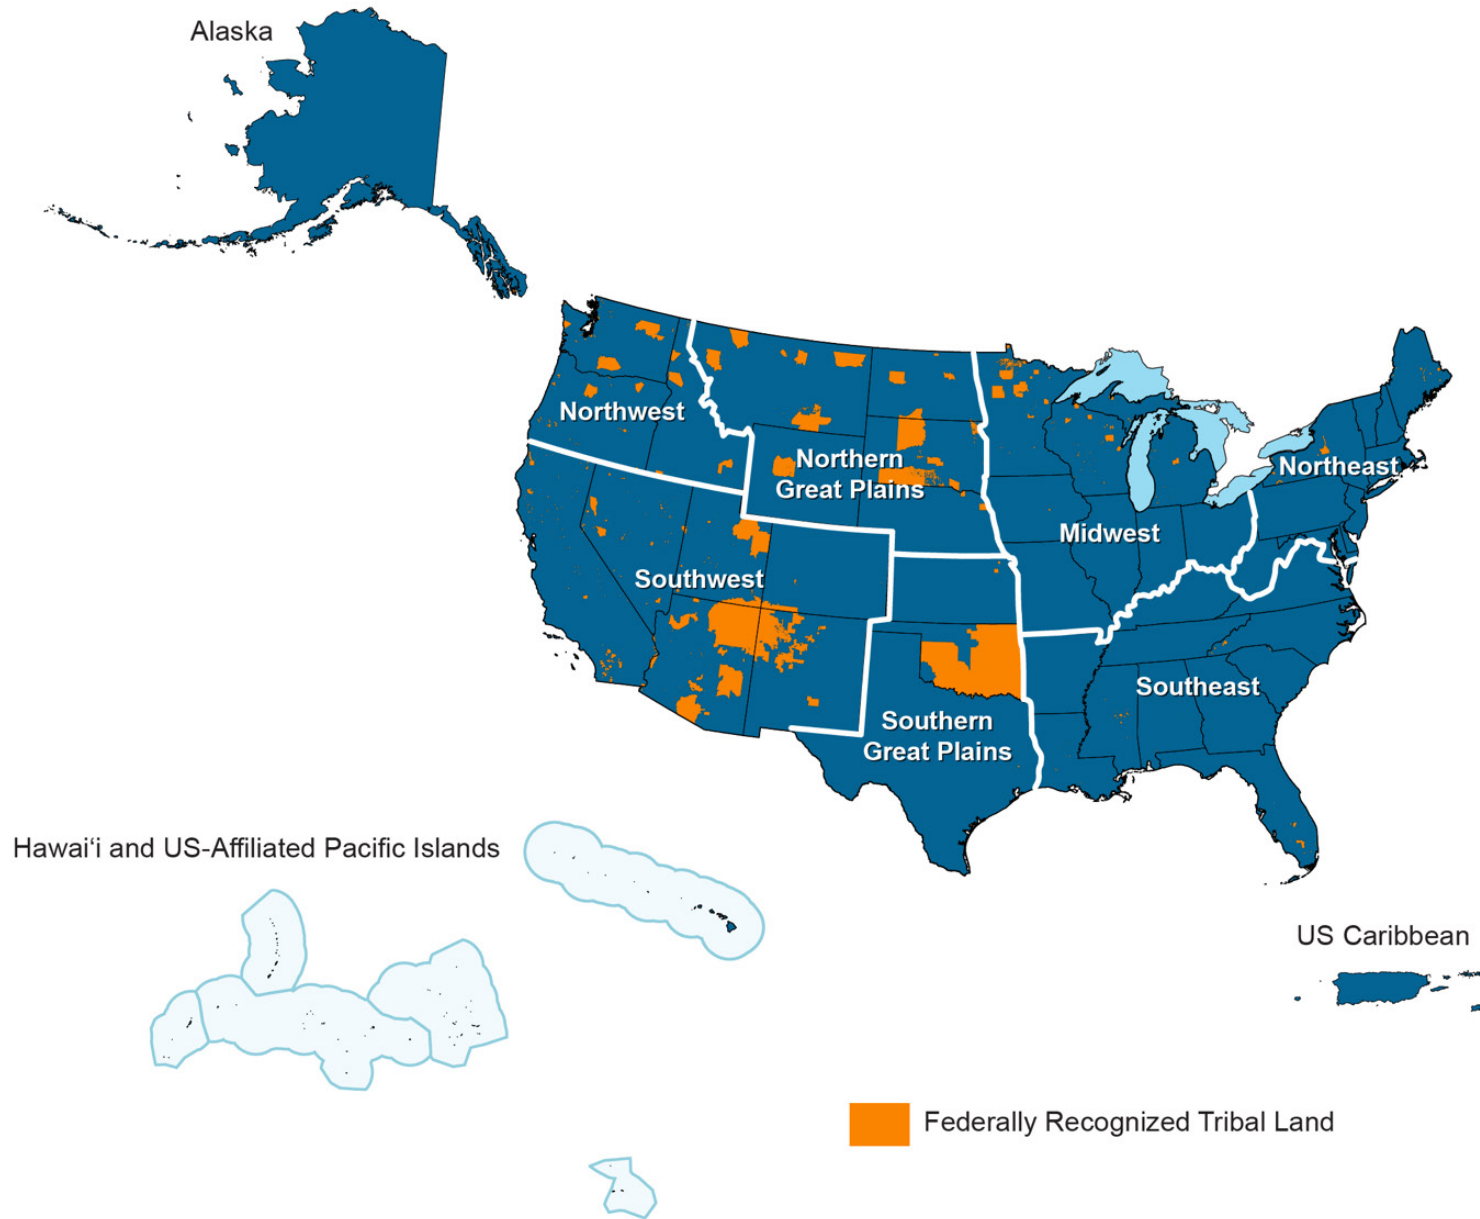 Alaska
Northwest
Northern
Great Plains
Northeast
Midwest
Southwest
Southeast
Southern
Great Plains
Hawaiʻi and US-Affiliated Pacific Islands
US Caribbean
Federally Recognized Tribal Land